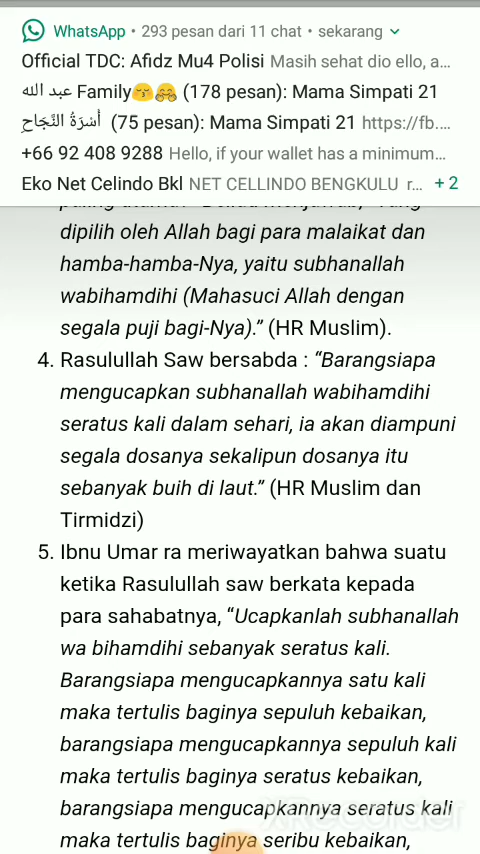 WhatsApp • 293 pesan dari 11 chat • sekarang
Official TDC: Afidz Mu4 Polisi Masih sehat dio ello, a...
عبد الله Family😚🤗 (178 pesan): Mama Simpati 21
أُسْرَةُ النَّجَاحِ (75 pesan): Mama Simpati 21 https://fb....
+66 92 408 9288 Hello, if your wallet has a minimum...
Eko Net Celindo Bkl NET CELLINDO BENGKULU r... +2
dipilih oleh Allah bagi para malaikat dan
hamba-hamba-Nya, yaitu subhanallah
wabihamdihi (Mahasuci Allah dengan
segala puji bagi-Nya).” (HR Muslim).
4. Rasulullah Saw bersabda : “Barangsiapa
mengucapkan subhanallah wabihamdihi
seratus kali dalam sehari, ia akan diampuni
segala dosanya sekalipun dosanya itu
sebanyak buih di laut.” (HR Muslim dan
Tirmidzi)
5. Ibnu Umar ra meriwayatkan bahwa suatu
ketika Rasulullah saw berkata kepada
para sahabatnya, “Ucapkanlah subhanallah
wa bihamdihi sebanyak seratus kali.
Barangsiapa mengucapkannya satu kali
maka tertulis baginya sepuluh kebaikan,
barangsiapa mengucapkannya sepuluh kali
maka tertulis baginya seratus kebaikan,
barangsiapa mengucapkannya seratus kali
maka tertulis baginya seribu kebaikan,
XRecorder